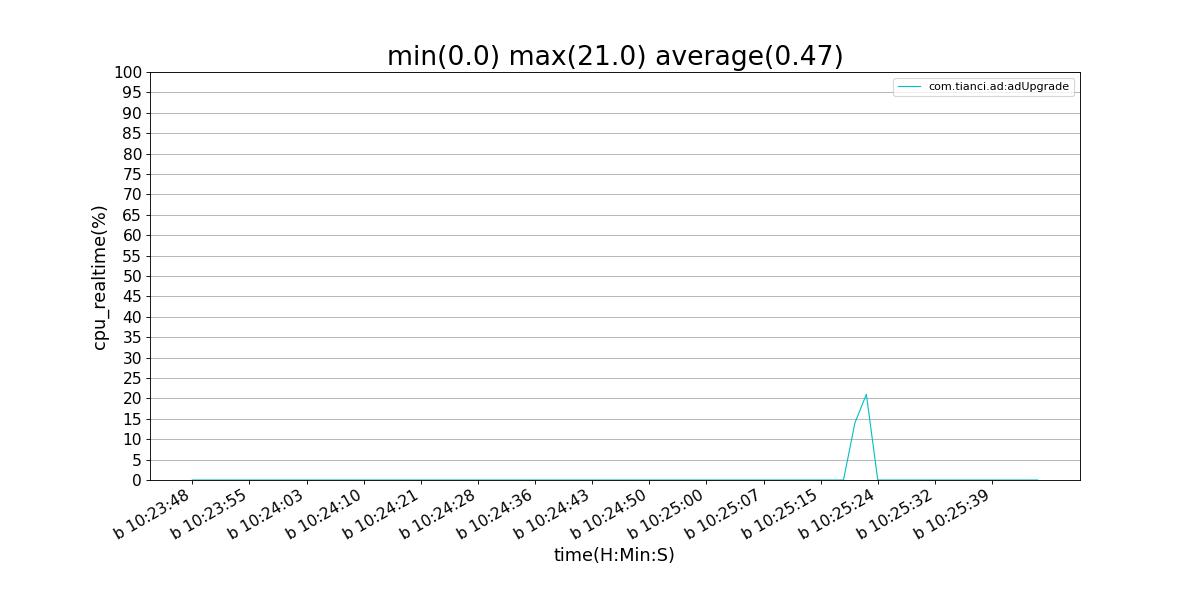 min(0.0) max(21.0) average(0.47)
com.tianci.ad:adUpgrade
100
95
90
85
80
75
70
65
60
55
50
45
40
35
30
25
20
15
10
5
0
cpu_realtime(%)
b 10:23:48
b 10:23:55
b 10:24:03
b 10:24:10
b 10:24:21
b 10:24:28
b 10:24:36
b 10:24:43
b 10:24:50
b 10:25:00
b 10:25:07
b 10:25:15
b 10:25:24
b 10:25:32
b 10:25:39
time(H:Min:S)